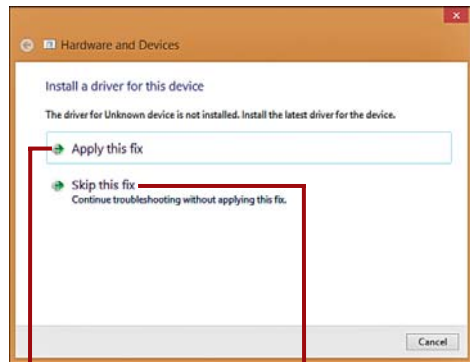 Hardware and Devices
Install a driver for this device
The driver for Unknown device is not installed. Install the latest driver for the device.
Apply this fix
Skip this fix
Continue troubleshooting without applying this fix.
Cancel